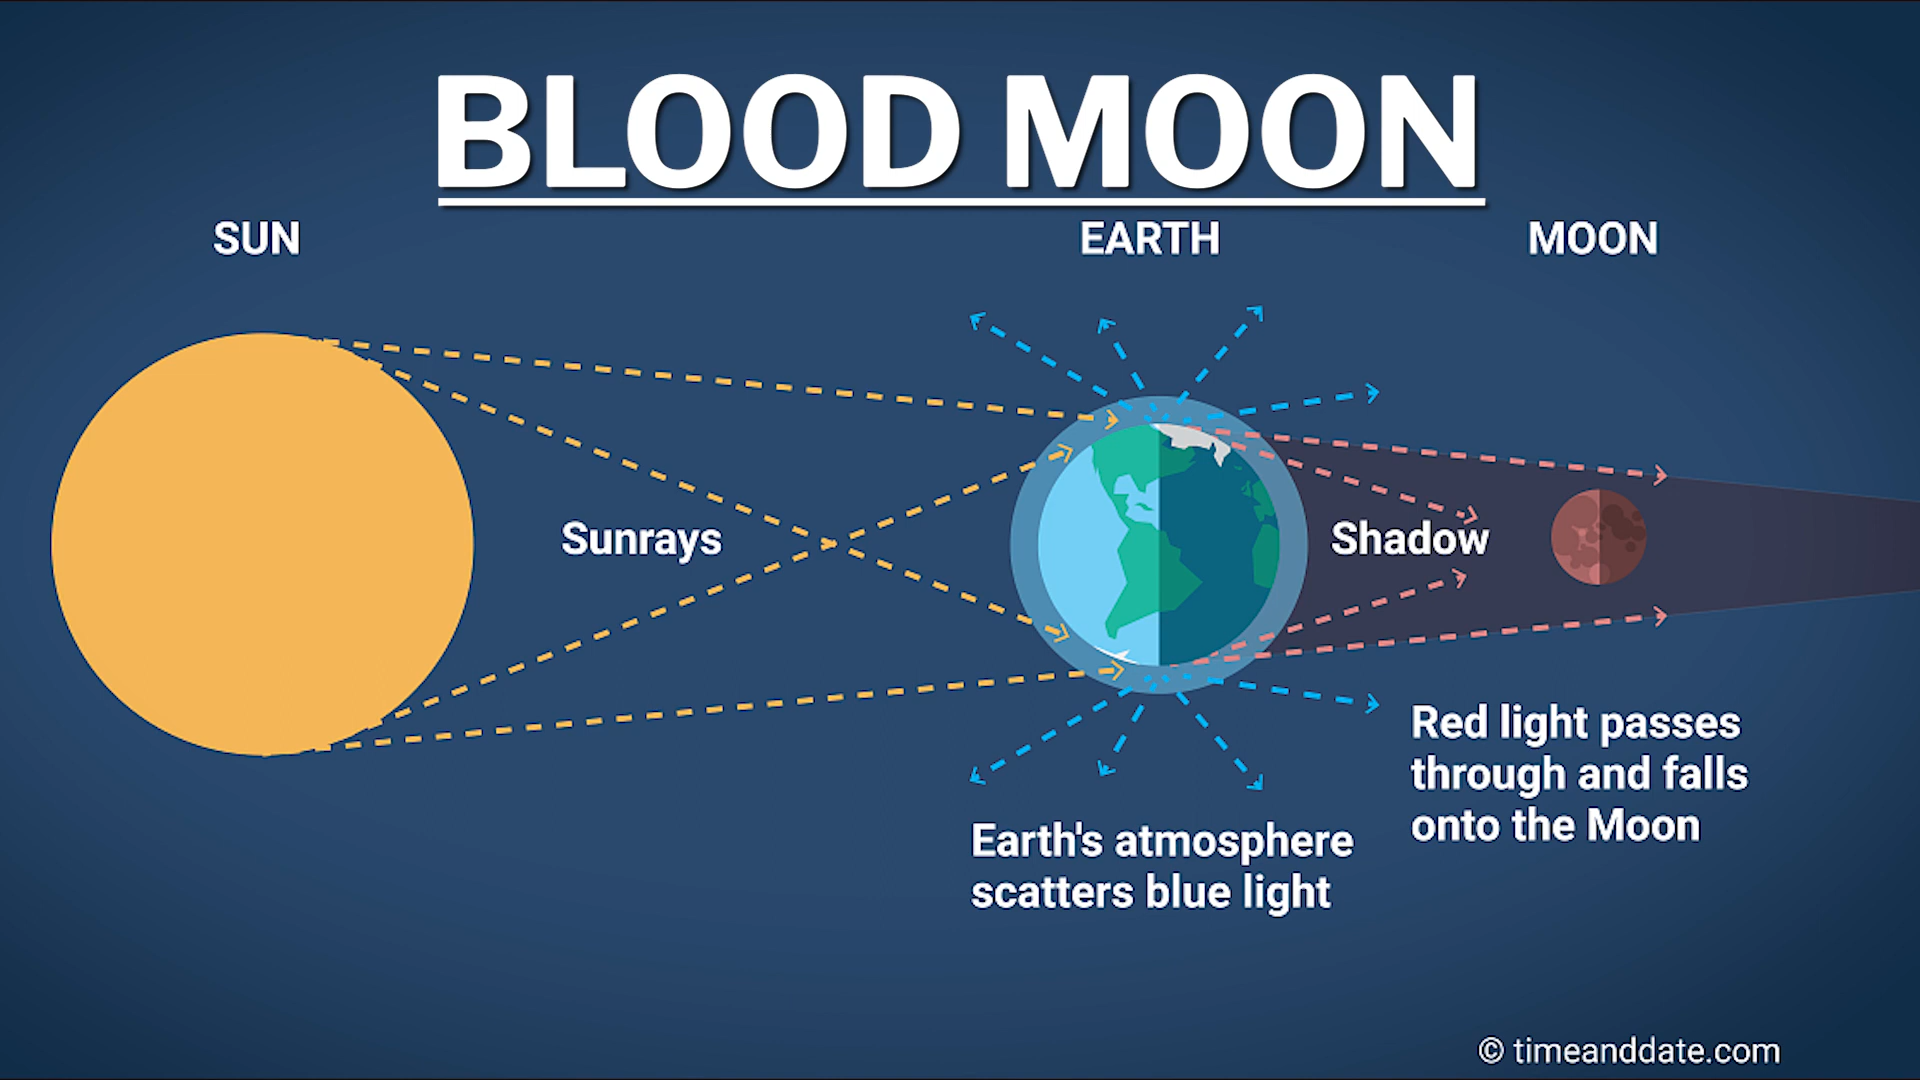 BLOOD MOON
SUN
EARTH
MOON
Sunrays
Shadow
Red light passes
through and falls
onto the Moon
Earth's atmosphere
scatters blue light
© timeanddate.com